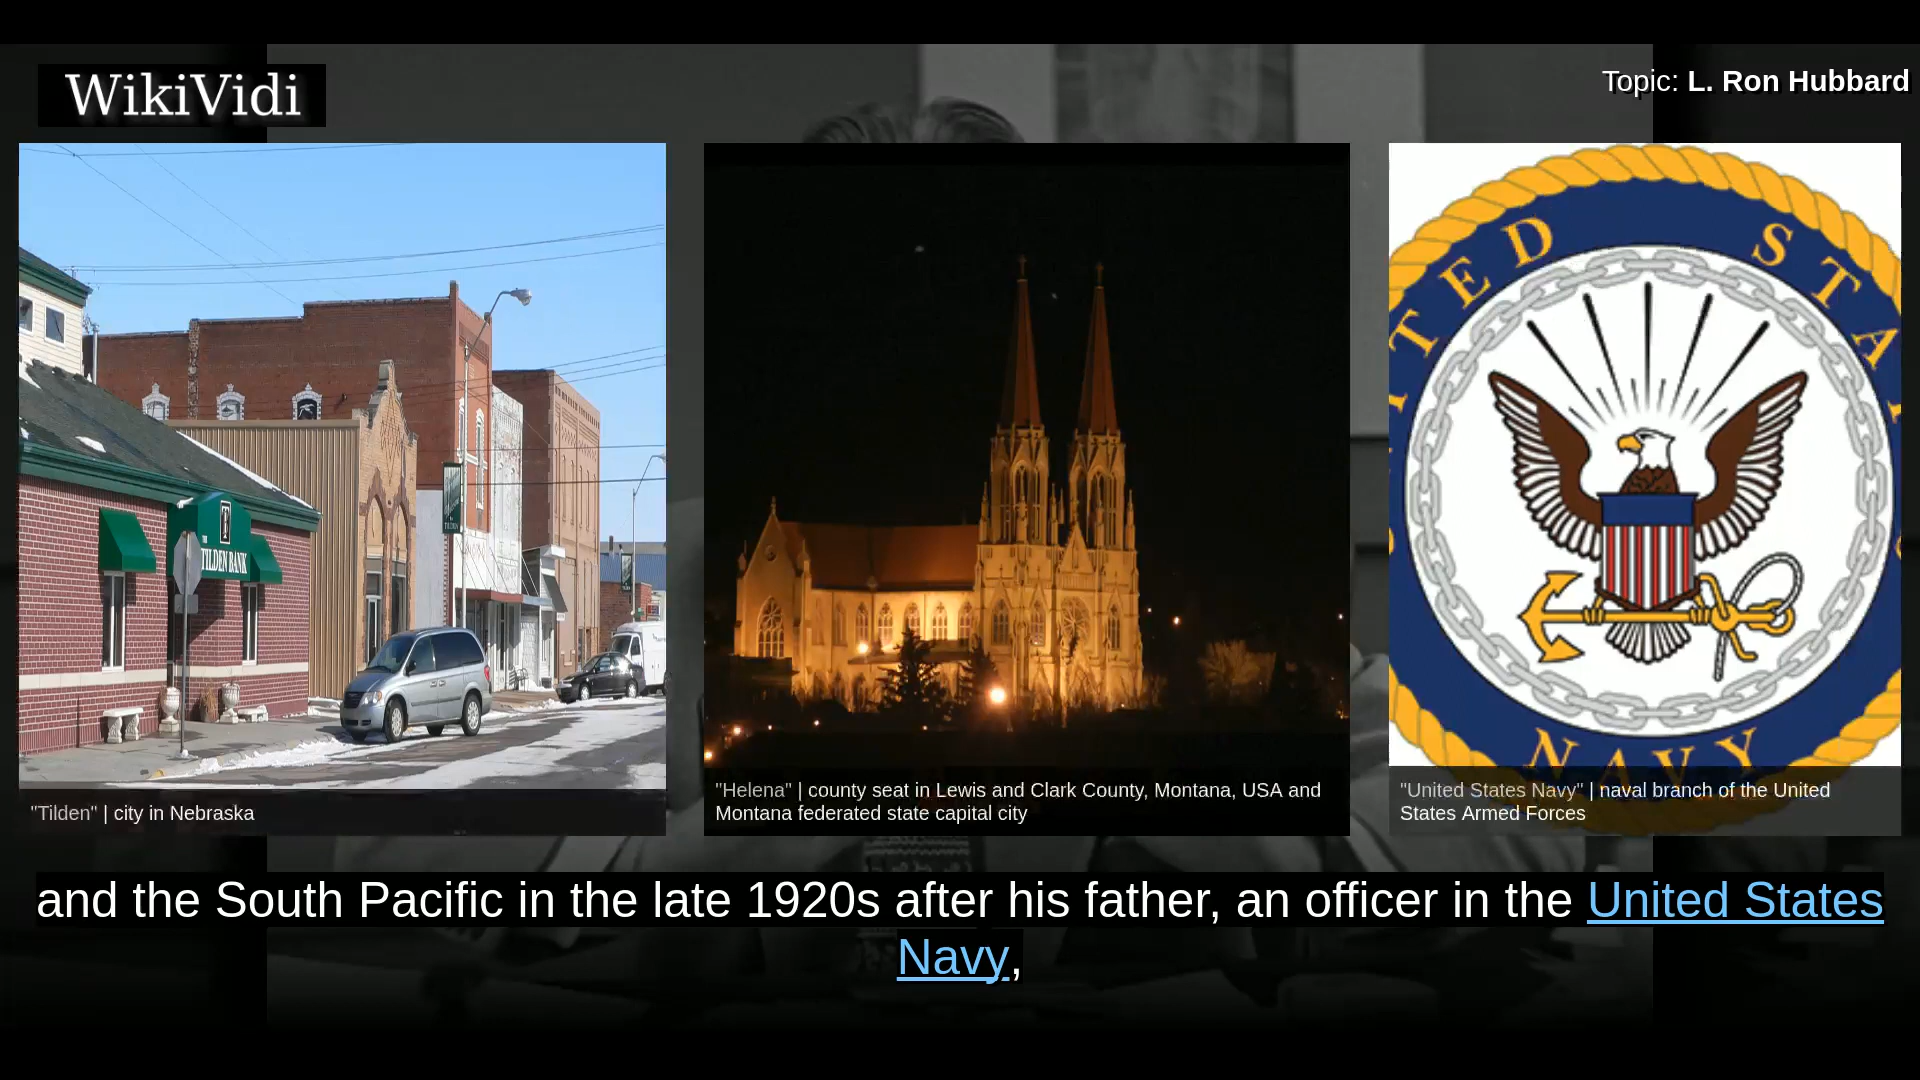 WikiVidi
Topic: L. Ron Hubbard
THE
TILDEN BANK
"Tilden" | city in Nebraska
"Helena" | county seat in Lewis and Clark County, Montana, USA and
Montana federated state capital city
UNITED STA
NAVY
"United States Navy" | naval branch of the United
States Armed Forces
and the South Pacific in the late 1920s after his father, an officer in the United States
Navy,